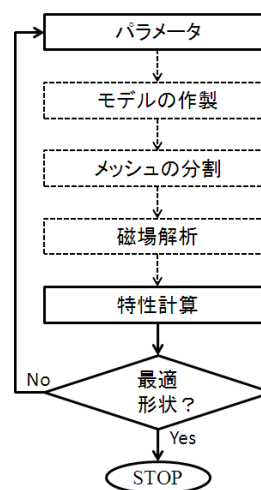 パラメータ
モデルの作製
メッシュの分割
磁場解析
特性計算
最適
形状？
No
Yes
STOP